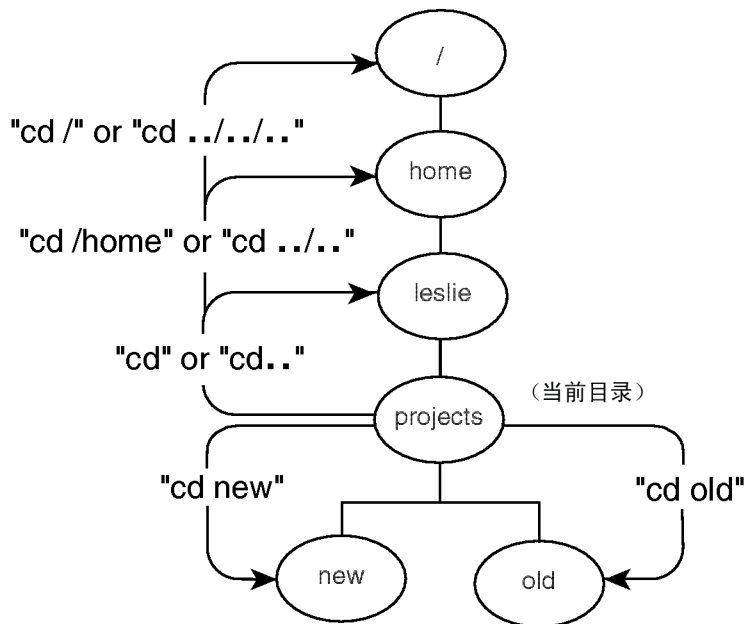 /
"cd /" or "cd ../../.."
home
"cd /home" or "cd ../.."
leslie
"cd" or "cd.."
（当前目录）
projects
"cd new"
"cd old"
new
old